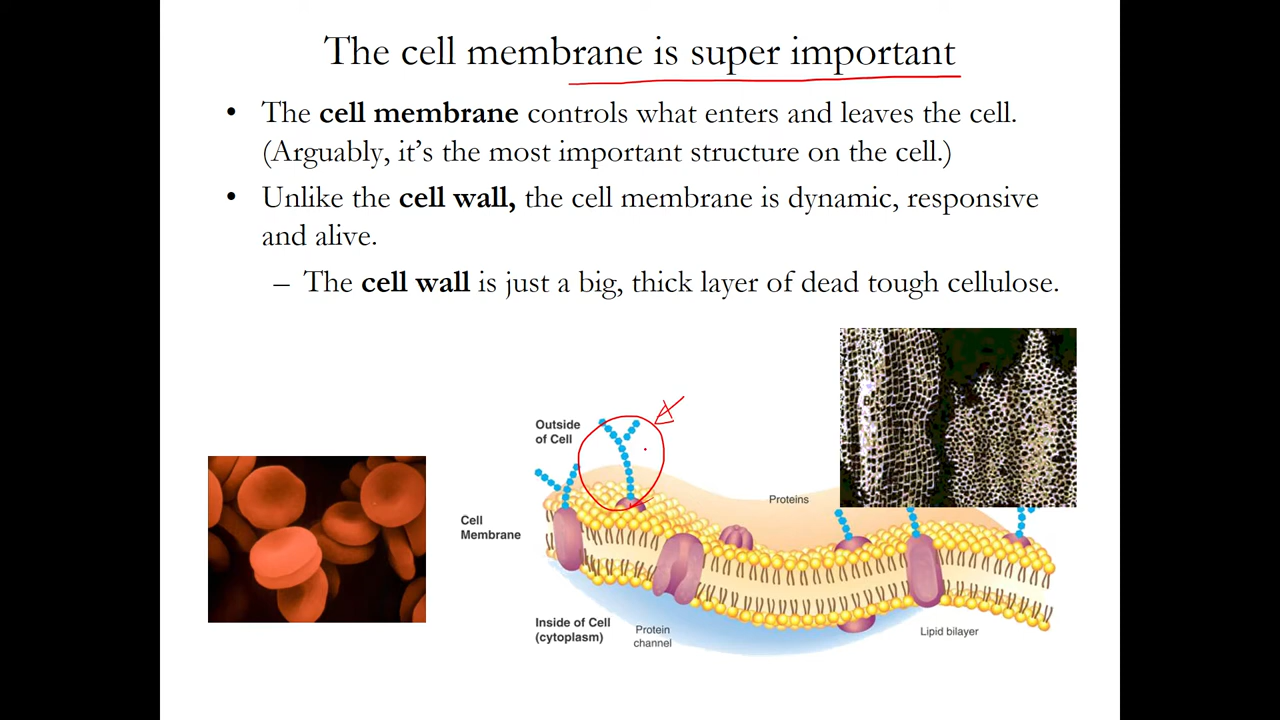 The cell membrane is super important
• The cell membrane controls what enters and leaves the cell.
(Arguably, it's the most important structure on the cell.)
• Unlike the cell wall, the cell membrane is dynamic, responsive
and alive.
– The cell wall is just a big, thick layer of dead tough cellulose.
Outside
of Cell
Proteins
Cell
Membrane
Inside of Cell
(cytoplasm)
Protein
channel
Lipid bilayer